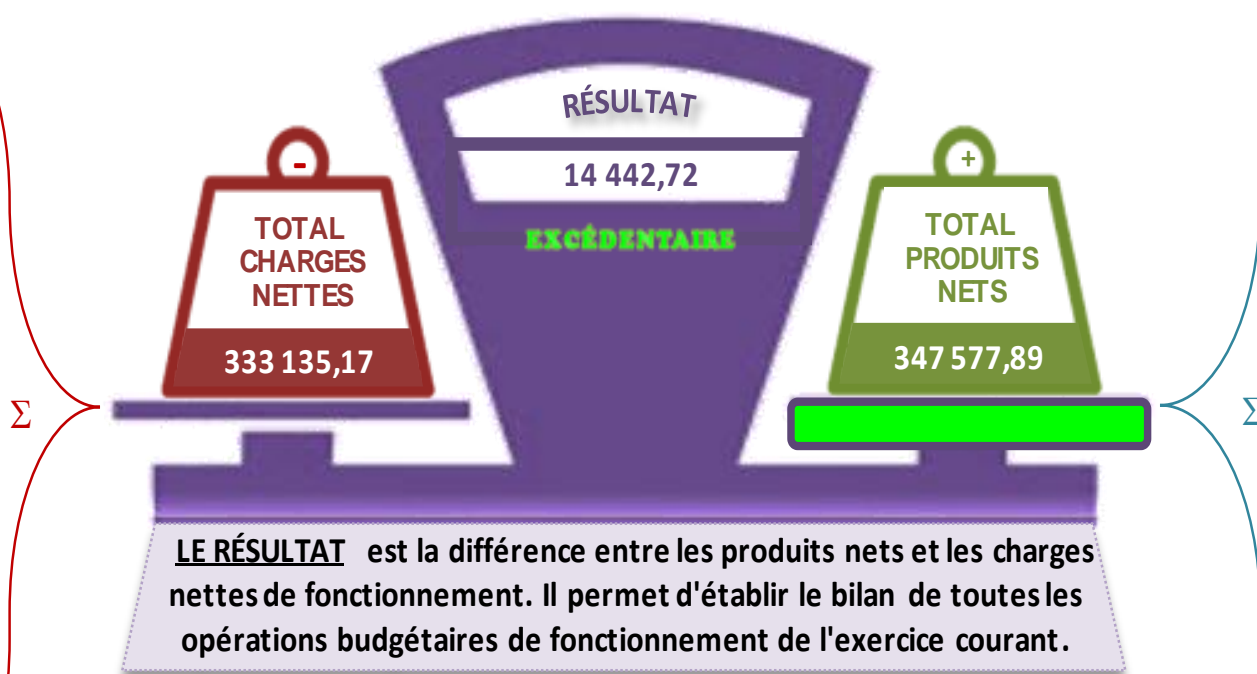 RÉSULTAT
14 442,72
EXCÉDENTAIRE
-
TOTAL
CHARGES
NETTES
333 135,17
Σ
+
TOTAL
PRODUITS
NETS
347 577,89
Σ
LE RÉSULTAT est la différence entre les produits nets et les charges
nettes de fonctionnement. Il permet d'établir le bilan de toutes les
opérations budgétaires de fonctionnement de l'exercice courant.